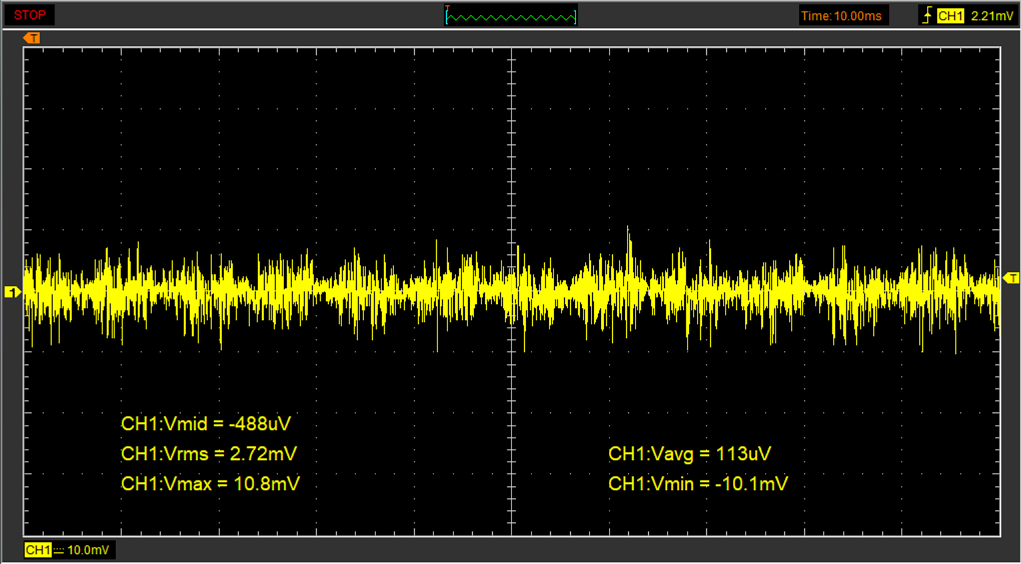 STOP
T
Time:10.00ms
CH1 2.21mV
T
1
T
CH1:Vmid = -488uV
CH1:Vrms = 2.72mV
CH1:Vavg = 113uV
CH1:Vmax = 10.8mV
CH1:Vmin = -10.1mV
CH1 10.0mV